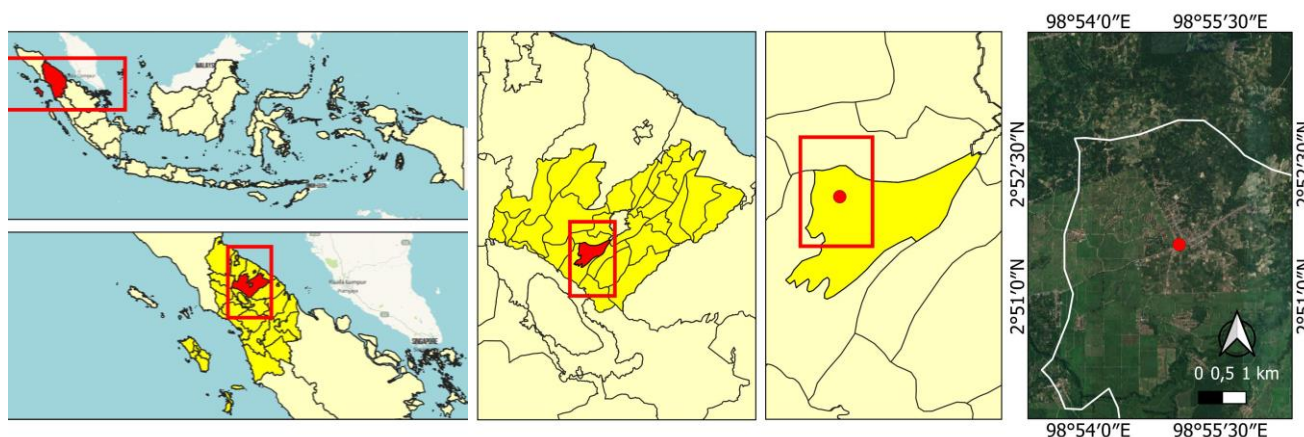 98°54′0″E 98°55′30″E
MALAYSIA
Kuala Lumpur
SINGAPORE
2°52′30″N
2°51′0″N
2°52′30″N
2°51′0″N
0 0,5 1 km
98°54′0″E 98°55′30″E